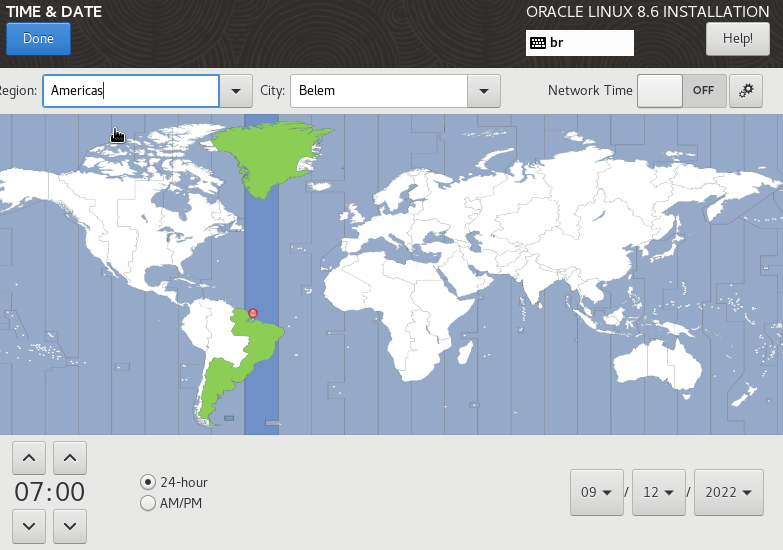 TIME & DATE
ORACLE LINUX 8.6 INSTALLATION
Done
br
Help!
Region:
Americas
City:
Belem
Network Time
OFF
07:00
24-hour
AM/PM
09 / 12 / 2022